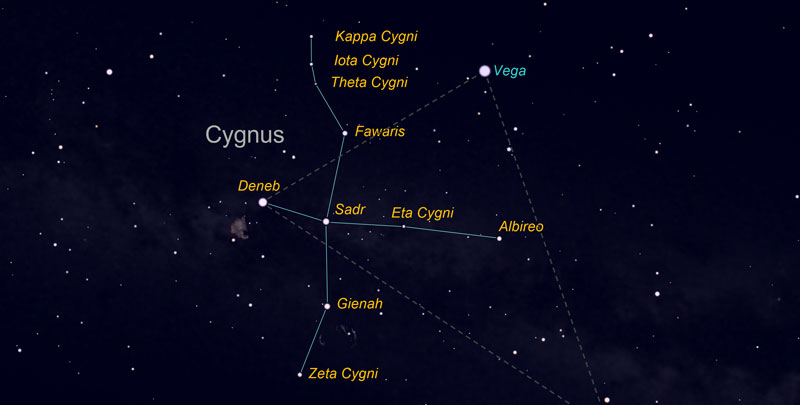 Kappa Cygni
Iota Cygni
Vega
Theta Cygni
Fawaris
Cygnus
Deneb
Sadr
Eta Cygni
Albireo
Gienah
Zeta Cygni